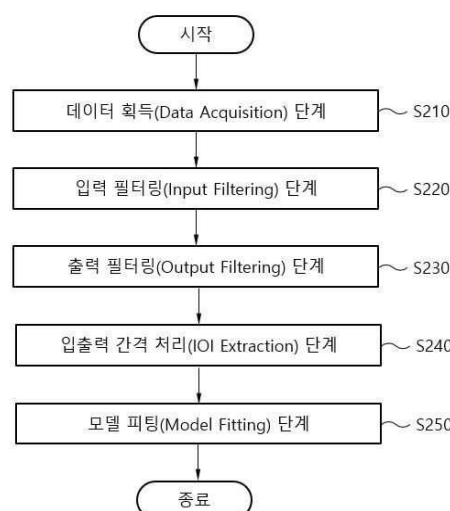 시작
데이터 획득(Data Acquisition) 단계 S210
입력 필터링(Input Filtering) 단계 S220
출력 필터링(Output Filtering) 단계 S230
입출력 간격 처리(IOI Extraction) 단계 S240
모델 피팅(Model Fitting) 단계 S250
종료